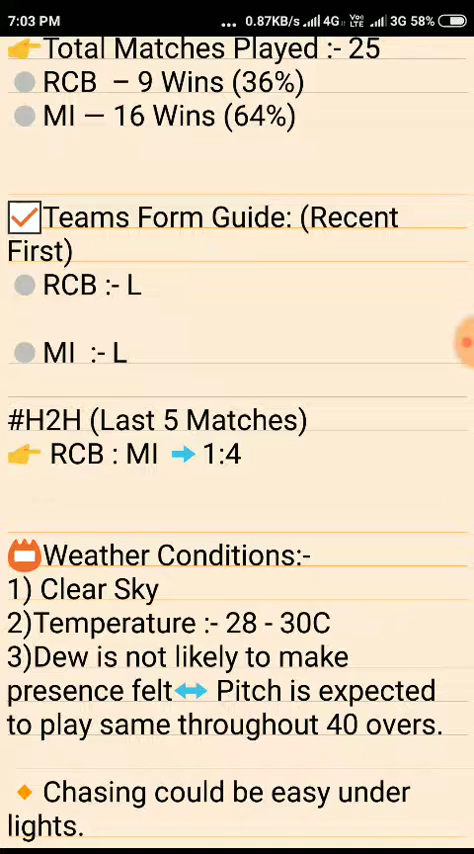 7:03 PM ... 0.87KB/s 4G Vo) LTE 3G 58%
👉Total Matches Played :- 25
RCB – 9 Wins (36%)
MI — 16 Wins (64%)
Teams Form Guide: (Recent
First)
RCB :- L
MI :- L
#H2H (Last 5 Matches)
👉 RCB : MI ➡ 1:4
📛Weather Conditions:-
1) Clear Sky
2)Temperature :- 28 - 30C
3)Dew is not likely to make
presence felt↔ Pitch is expected
to play same throughout 40 overs.
🔸Chasing could be easy under
lights.